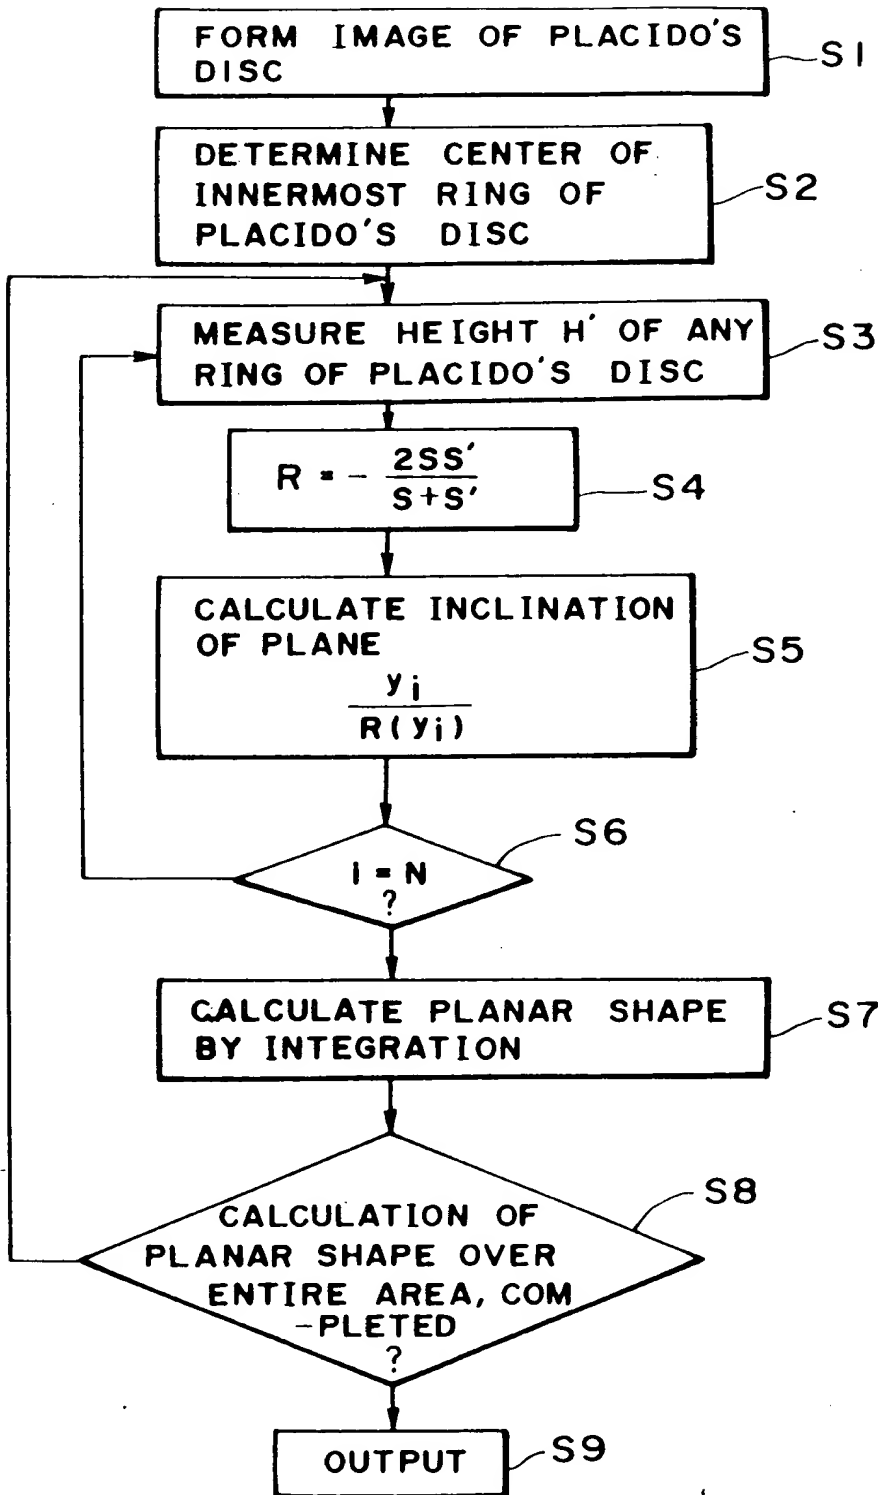 FORM IMAGE OF PLACIDO'S
DISC
S1
DETERMINE CENTER OF
INNERMOST RING OF
PLACIDO'S DISC
S2
MEASURE HEIGHT H' OF ANY
RING OF PLACIDO'S DISC
S3
R = - 2SS' / S+S'
S4
CALCULATE INCLINATION
OF PLANE
yi
R(yi)
S5
i = N
?
S6
CALCULATE PLANAR SHAPE
BY INTEGRATION
S7
CALCULATION OF
PLANAR SHAPE OVER
ENTIRE AREA, COM
-PLETED
?
S8
OUTPUT
S9